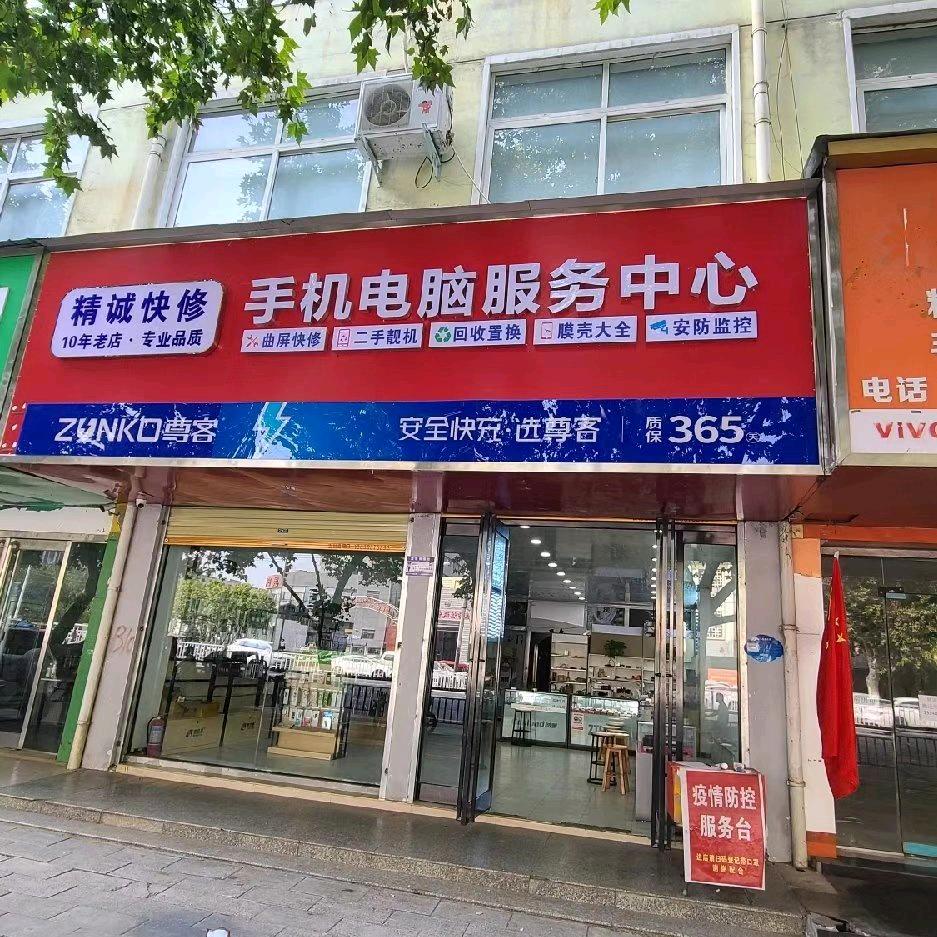 精诚快修
10年老店·专业品质
手机电脑服务中心
曲屏快修 二手靓机 回收置换 膜壳大全 安防监控
ZUNKO尊客
安全快充·选尊客
质保365天
电话
vivo
疫情防控
服务台